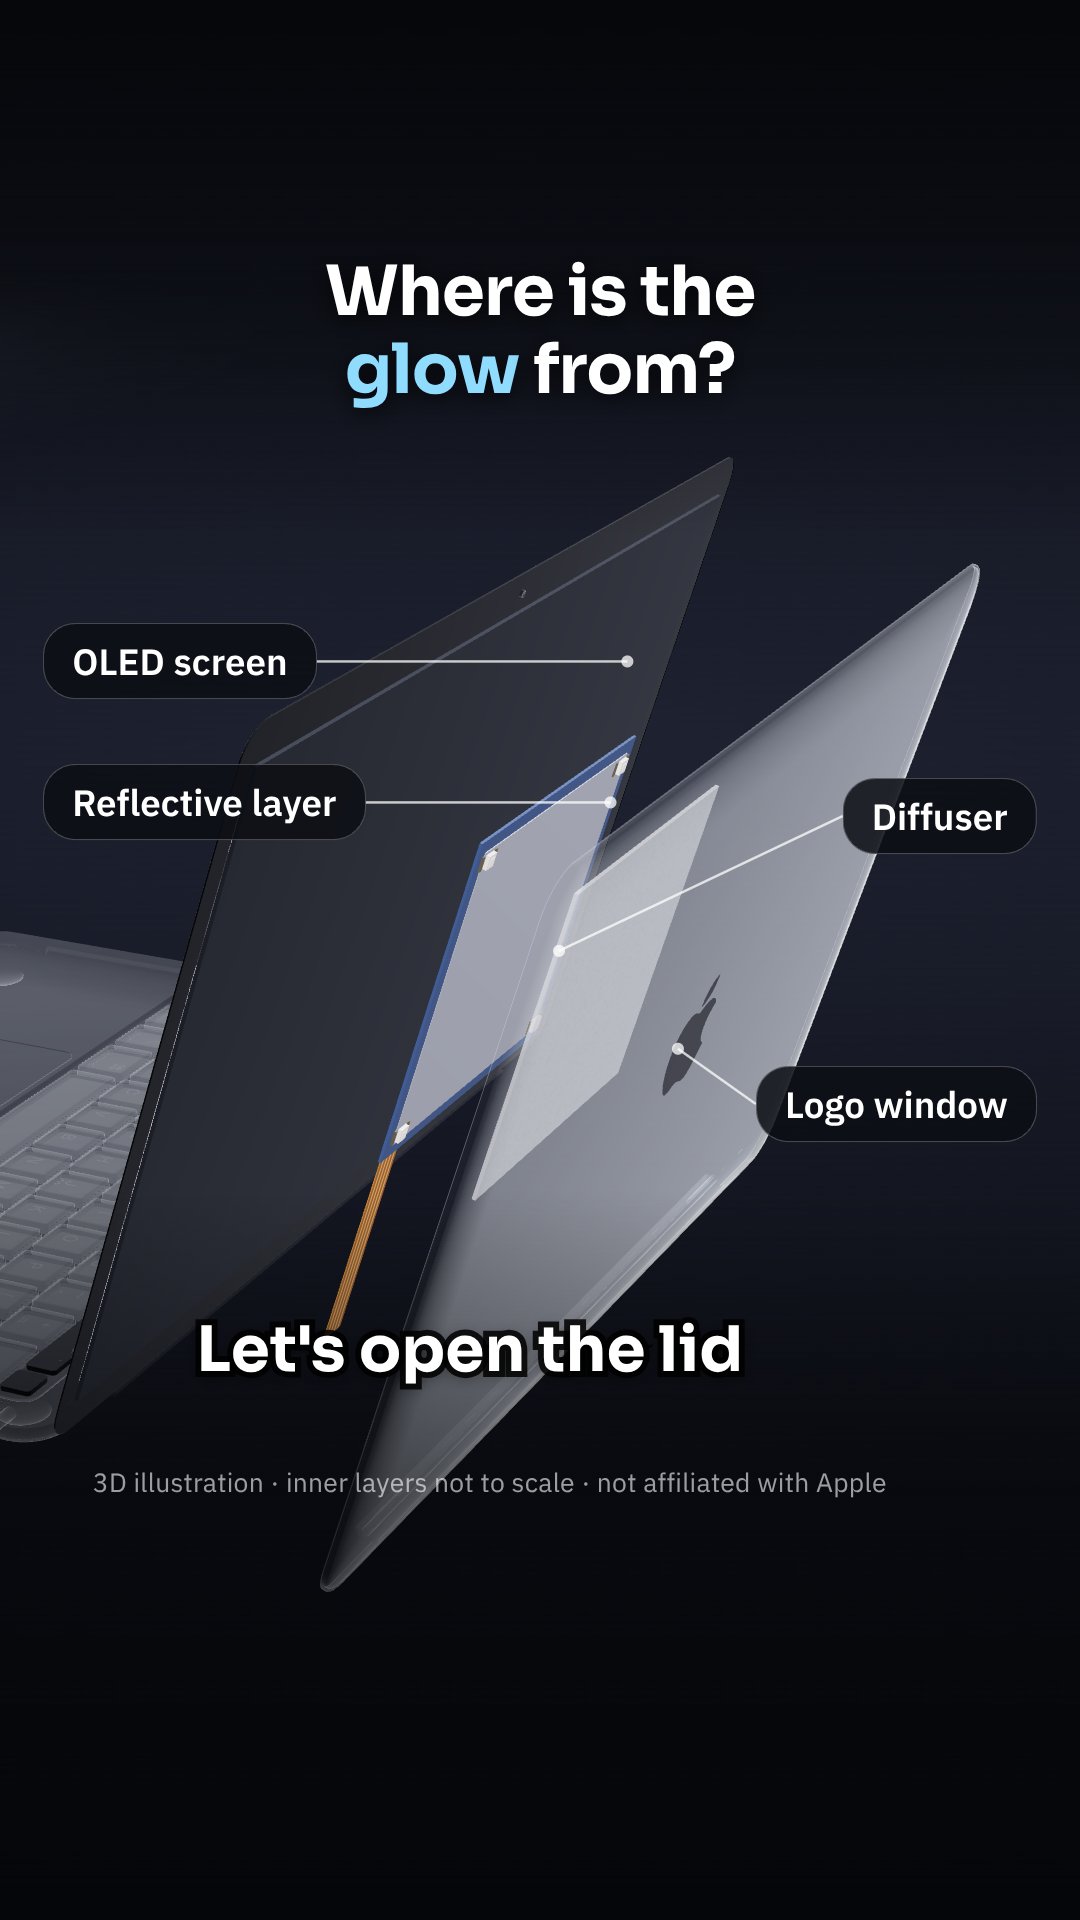 Where is the
glow from?
OLED screen
Reflective layer
Diffuser
Logo window
Let's open the lid
3D illustration · inner layers not to scale · not affiliated with Apple